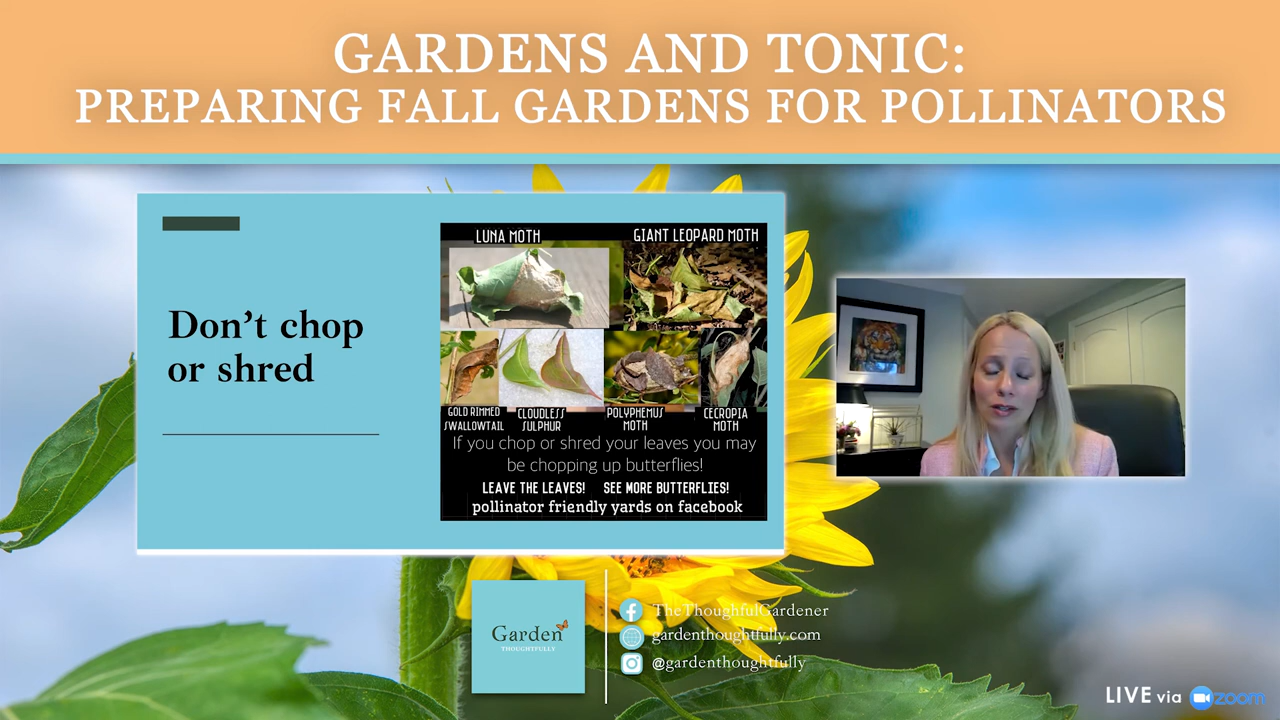 GARDENS AND TONIC:
PREPARING FALL GARDENS FOR POLLINATORS
Don't chop
or shred
LUNA MOTH
GIANT LEOPARD MOTH
GOLD RIMMED
SWALLOWTAIL
CLOUDLESS
SULPHUR
POLYPHEMUS
MOTH
CECROPIA
MOTH
If you chop or shred your leaves you may
be chopping up butterflies!
LEAVE THE LEAVES! SEE MORE BUTTERFLIES!
pollinator friendly yards on facebook
Garden
THOUGHTFULLY
TheThoughfulGardener
gardenthoughtfully.com
@gardenthoughtfully
LIVE via zoom